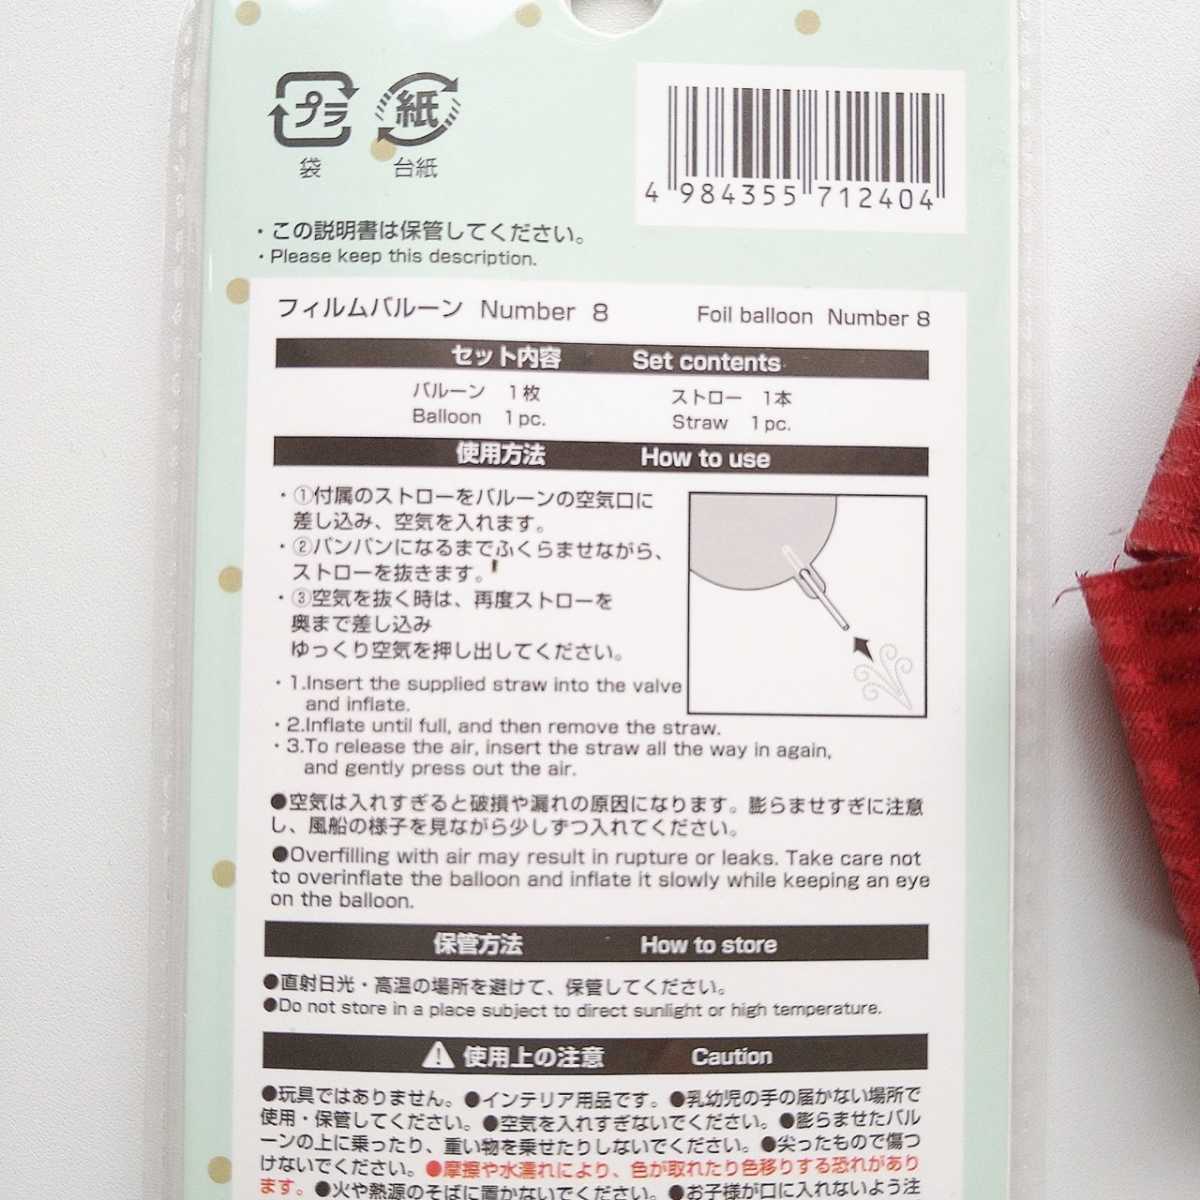 プラ 紙
袋 台紙
4 984355 712404
・この説明書は保管してください。
・Please keep this description.
フィルムバルーン Number 8 Foil balloon Number 8
セット内容 Set contents
バルーン 1枚 ストロー 1本
Balloon 1pc. Straw 1pc.
使用方法 How to use
・①付属のストローをバルーンの空気口に
差し込み、空気を入れます。
・②パンパンになるまでふくらませながら、
ストローを抜きます。
・③空気を抜く時は、再度ストローを
奥まで差し込み
ゆっくり空気を押し出してください。
・1.Insert the supplied straw into the valve
and inflate.
・2.Inflate until full, and then remove the straw.
・3.To release the air, insert the straw all the way in again,
and gently press out the air.
●空気は入れすぎると破損や漏れの原因になります。膨らませすぎに注意
し、風船の様子を見ながら少しずつ入れてください。
●Overfilling with air may result in rupture or leaks. Take care not
to overinflate the balloon and inflate it slowly while keeping an eye
on the balloon.
保管方法 How to store
●直射日光・高温の場所を避けて、保管してください。
●Do not store in a place subject to direct sunlight or high temperature.
使用上の注意 Caution
●玩具ではありません。●インテリア用品です。●乳幼児の手の届かない場所で
使用・保管してください。●空気を入れすぎないでください。●膨らませたバル
ーンの上に乗ったり、重い物を乗せたりしないでください。●尖ったもので傷つ
けないでください。●摩擦や水濡れにより、色が取れたり色移りする恐れがあり
ます。●火や熱源のそばに置かないでください。●お子様が口に入れないよう注